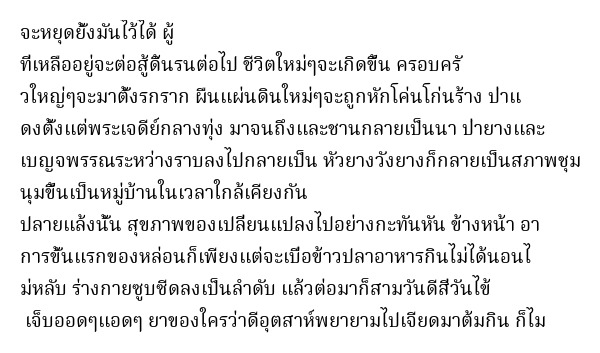 จะหยุดยั้งมันไว้ได้ ผู้
ที่เหลืออยู่จะต่อสู้ดิ้นรนต่อไป ชีวิตใหม่ๆจะเกิดขึ้น ครอบครั
วใหญ่ๆจะมาตั้งรกราก ผืนแผ่นดินใหม่ๆจะถูกหักโค่นโก่นร้าง ป่าแ
ดงตั้งแต่พระเจดีย์กลางทุ่ง มาจนถึงและชานกลายเป็นนา ป่ายางและ
เบญจพรรณระหว่างราบลงไปกลายเป็น หัวยางวังยางก็กลายเป็นสภาพชุม
นุมขึ้นเป็นหมู่บ้านในเวลาใกล้เคียงกัน
ปลายแล้งนั้น สุขภาพของเปลี่ยนแปลงไปอย่างกะทันหัน ข้างหน้า อา
การขั้นแรกของหล่อนก็เพียงแต่จะเบื่อข้าวปลาอาหารกินไม่ได้นอนไ
ม่หลับ ร่างกายซูบซีดลงเป็นลำดับ แล้วต่อมาก็สามวันดีสี่วันไข้
เจ็บออดๆแอดๆ ยาของใครว่าดีอุตส่าห์พยายามไปเจียดมาต้มกิน ก็ไม